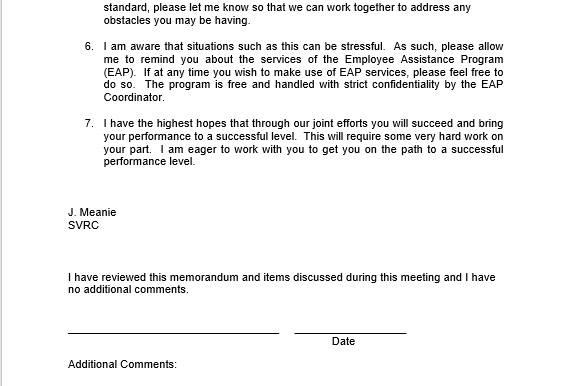 standard, please let me know so that we can work together to address any
obstacles you may be having.
6. I am aware that situations such as this can be stressful. As such, please allow
me to remind you about the services of the Employee Assistance Program
(EAP). If at any time you wish to make use of EAP services, please feel free to
do so. The program is free and handled with strict confidentiality by the EAP
Coordinator.
7. I have the highest hopes that through our joint efforts you will succeed and bring
your performance to a successful level. This will require some very hard work on
your part. I am eager to work with you to get you on the path to a successful
performance level.
J. Meanie
SVRC
I have reviewed this memorandum and items discussed during this meeting and I have
no additional comments.
Date
Additional Comments: